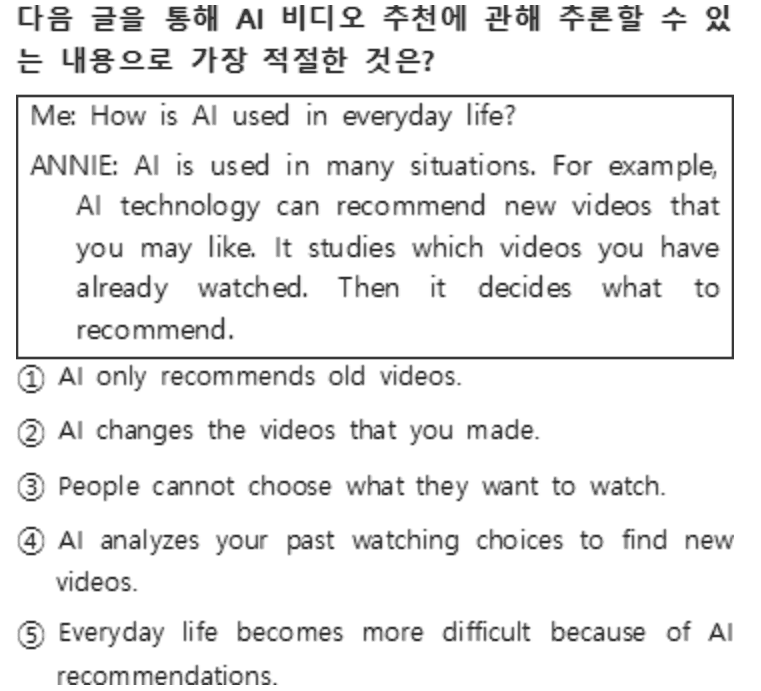 다음 글을 통해 AI 비디오 추천에 관해 추론할 수 있
는 내용으로 가장 적절한 것은?
Me: How is AI used in everyday life?
ANNIE: AI is used in many situations. For example,
AI technology can recommend new videos that
you may like. It studies which videos you have
already watched. Then it decides what to
recommend.
① AI only recommends old videos.
② AI changes the videos that you made.
③ People cannot choose what they want to watch.
④ AI analyzes your past watching choices to find new
videos.
⑤ Everyday life becomes more difficult because of AI
recommendations.